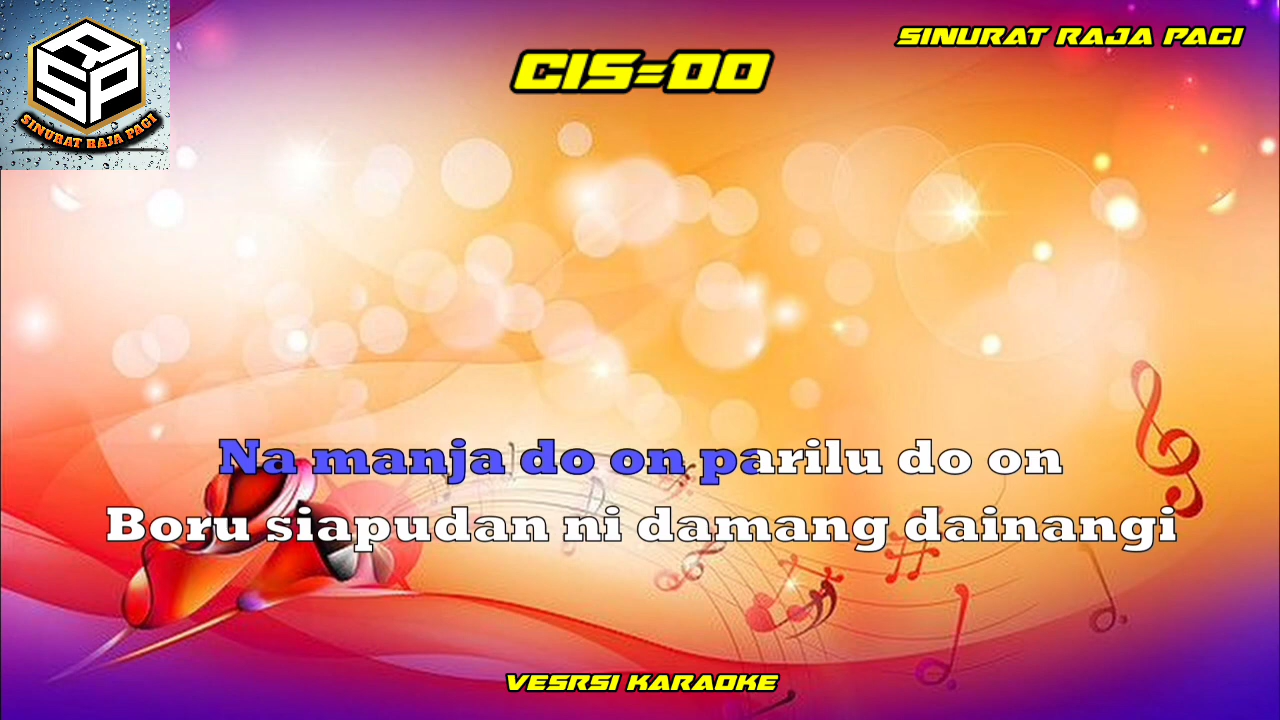 RSP
SINURAT RAJA PAGI
SINURAT RAJA PAGI
CIS=DO
Na manja do on parilu do on
Boru siapudan ni damang dainangi
VESRSI KARAOKE